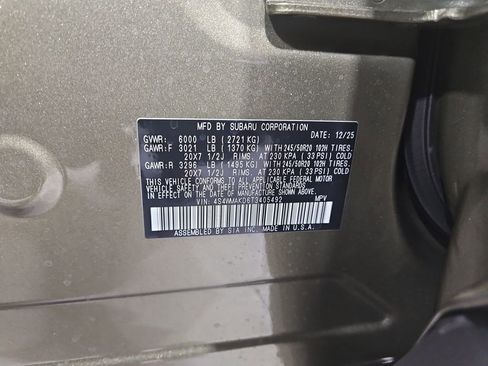 MFD BY SUBARU CORPORATION DATE: 12/25
GVWR: 6000 LB ( 2721 KG)
GAWR:F 3021 LB ( 1370 KG) WITH 245/50R20 102H TIRES.
20X7 1/2J RIMS. AT 230 KPA ( 33 PSI) COLD
GAWR:R 3296 LB ( 1495 KG) WITH 245/50R20 102H TIRES.
20X7 1/2J RIMS. AT 230 KPA ( 33 PSI) COLD
THIS VEHICLE CONFORMS TO ALL APPLICABLE FEDERAL MOTOR
VEHICLE SAFETY AND THEFT PREVENTION STANDARDS
IN EFFECT ON THE DATE OF MANUFACTURE SHOWN ABOVE.
VIN: 4S4WMAKD6T3405492 MPV
ASSEMBLED BY SIA INC. MADE IN U.S.A.